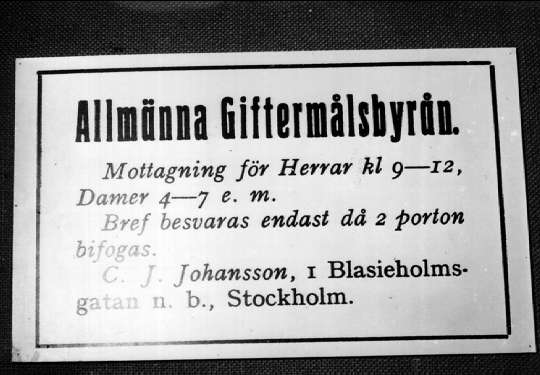 Allmänna Giftermålsbyrån.
Mottagning för Herrar kl 9—12,
Damer 4—7 e. m.
Bref besvaras endast då 2 porton
bifogas.
C. J. Johansson, 1 Blasieholms-
gatan n. b., Stockholm.